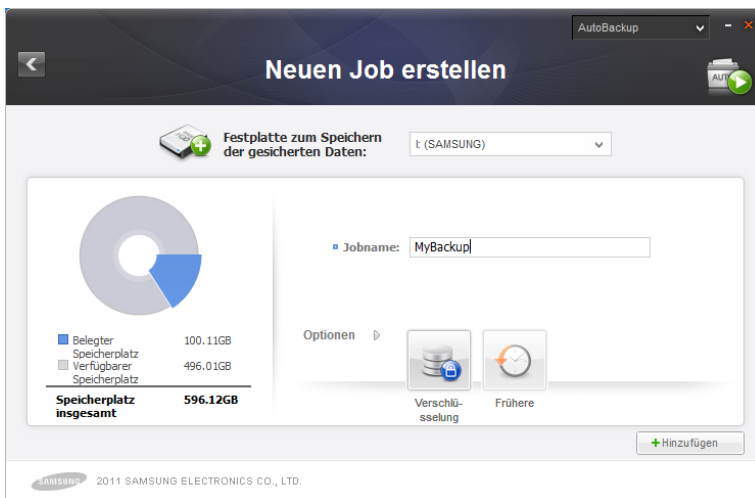 AutoBackup
Neuen Job erstellen
AUTO
Festplatte zum Speichern
der gesicherten Daten:
I: (SAMSUNG)
Jobname:
MyBackup
Belegter
Speicherplatz
100.11GB
Verfügbarer
Speicherplatz
496.01GB
Speicherplatz
insgesamt
596.12GB
Optionen
Verschlü-
sselung
Frühere
+Hinzufügen
SAMSUNG 2011 SAMSUNG ELECTRONICS CO., LTD.